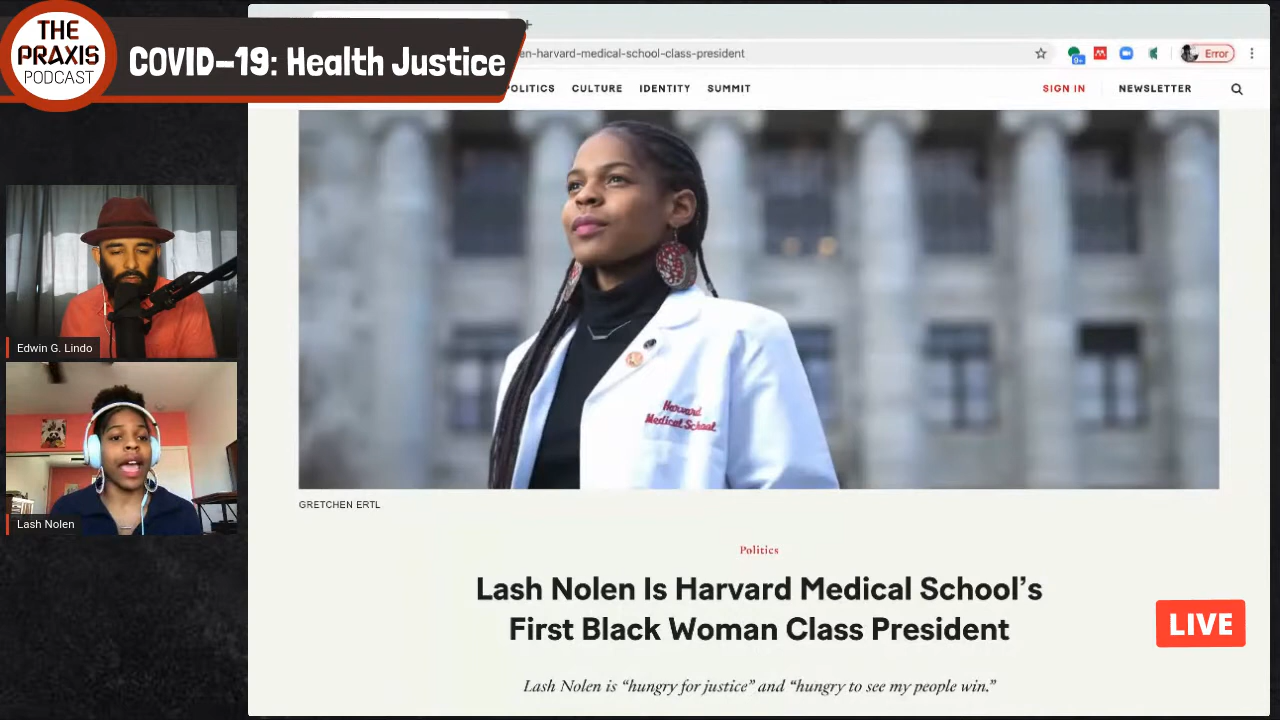 THE
PRAXIS
PODCAST
COVID-19: Health Justice
en-harvard-medical-school-class-president
Error
POLITICS CULTURE IDENTITY SUMMIT
SIGN IN NEWSLETTER
Harvard
Medical School
GRETCHEN ERTL
Edwin G. Lindo
Lash Nolen
Politics
Lash Nolen Is Harvard Medical School’s
First Black Woman Class President
Lash Nolen is “hungry for justice” and “hungry to see my people win.”
LIVE